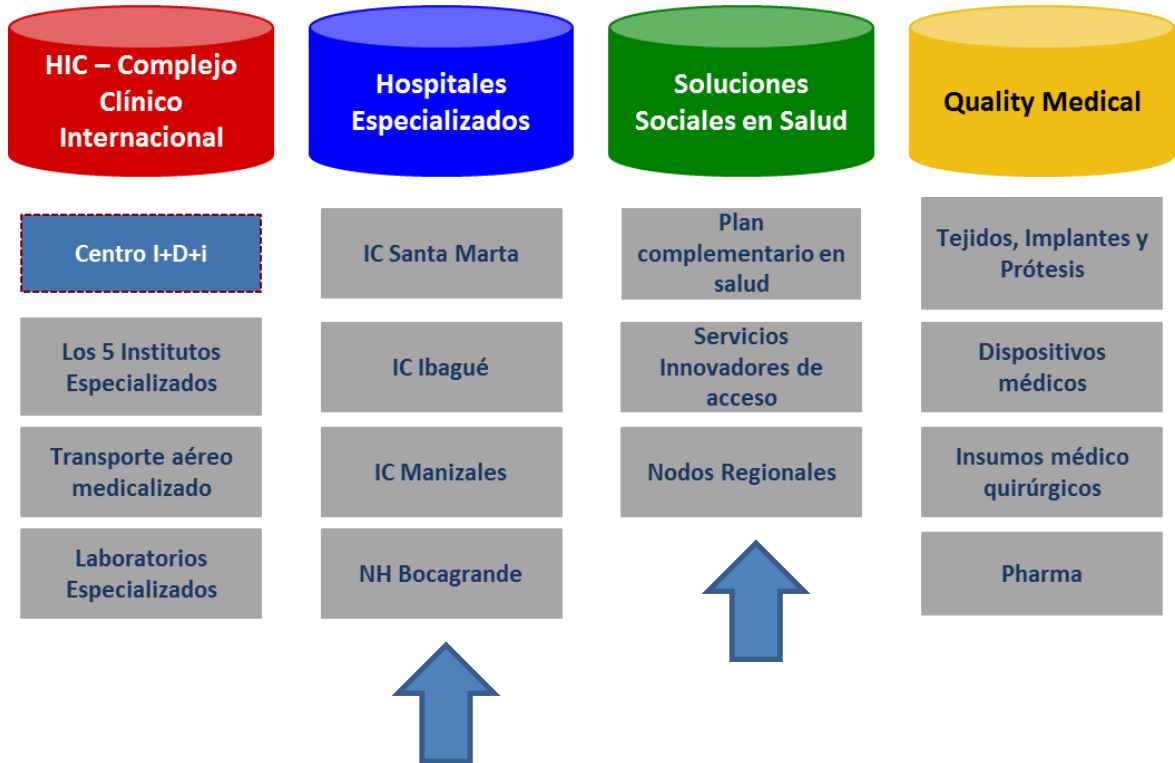 HIC – Complejo
Clínico
Internacional
Hospitales
Especializados
Soluciones
Sociales en Salud
Quality Medical
Centro I+D+i
Los 5 Institutos
Especializados
Transporte aéreo
medicalizado
Laboratorios
Especializados
IC Santa Marta
IC Ibagué
IC Manizales
NH Bocagrande
Plan
complementario en
salud
Servicios
Innovadores de
acceso
Nodos Regionales
Tejidos, Implantes y
Prótesis
Dispositivos
médicos
Insumos médico
quirúrgicos
Pharma